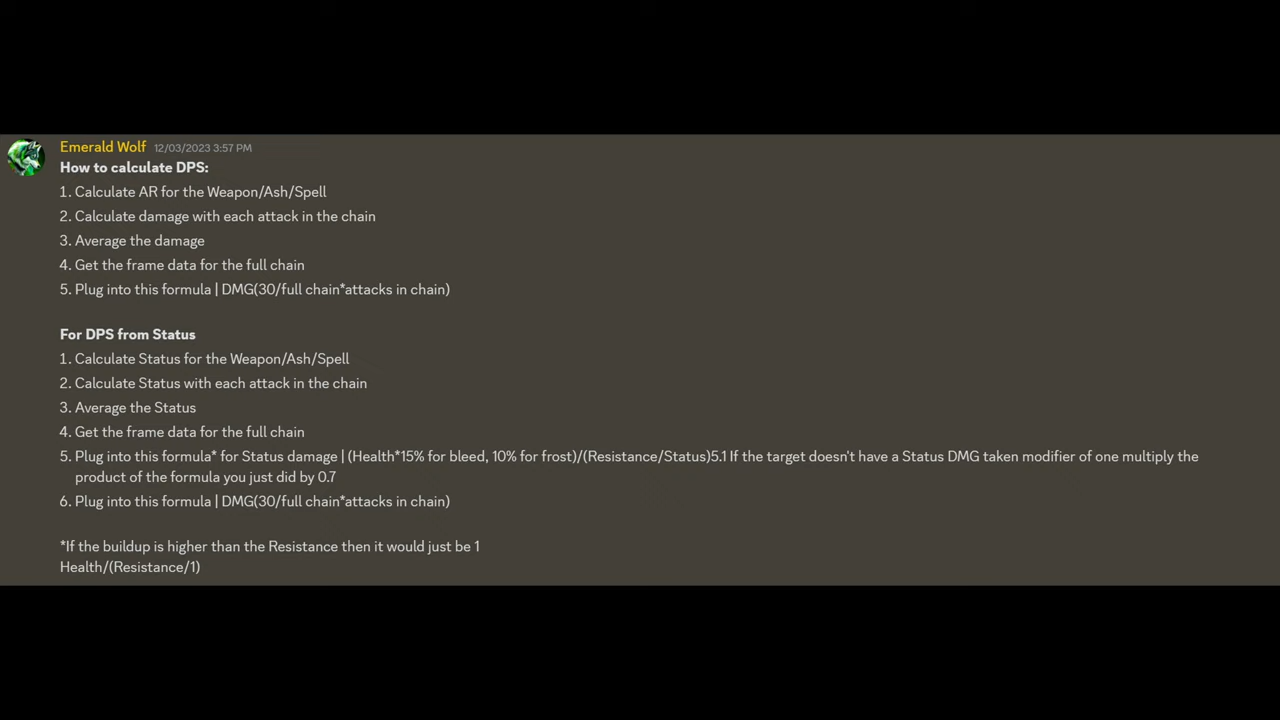 Emerald Wolf 12/03/2023 3:57 PM
How to calculate DPS:
1. Calculate AR for the Weapon/Ash/Spell
2. Calculate damage with each attack in the chain
3. Average the damage
4. Get the frame data for the full chain
5. Plug into this formula | DMG(30/full chain*attacks in chain)
For DPS from Status
1. Calculate Status for the Weapon/Ash/Spell
2. Calculate Status with each attack in the chain
3. Average the Status
4. Get the frame data for the full chain
5. Plug into this formula* for Status damage | (Health*15% for bleed, 10% for frost)/(Resistance/Status)5.1 If the target doesn't have a Status DMG taken modifier of one multiply the
product of the formula you just did by 0.7
6. Plug into this formula | DMG(30/full chain*attacks in chain)
*If the buildup is higher than the Resistance then it would just be 1
Health/(Resistance/1)